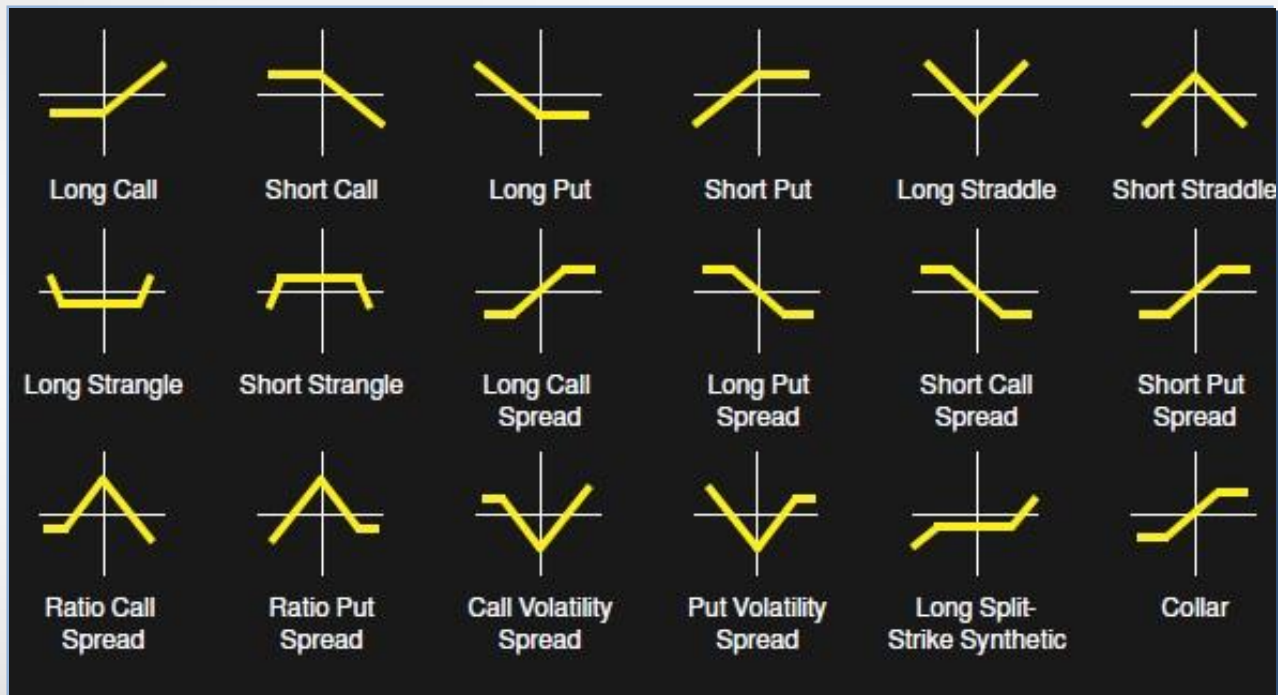 Long Call
Short Call
Long Put
Short Put
Long Straddle
Short Straddle
Long Strangle
Short Strangle
Long Call
Spread
Long Put
Spread
Short Call
Spread
Short Put
Spread
Ratio Call
Spread
Ratio Put
Spread
Call Volatility
Spread
Put Volatility
Spread
Long Split-
Strike Synthetic
Collar